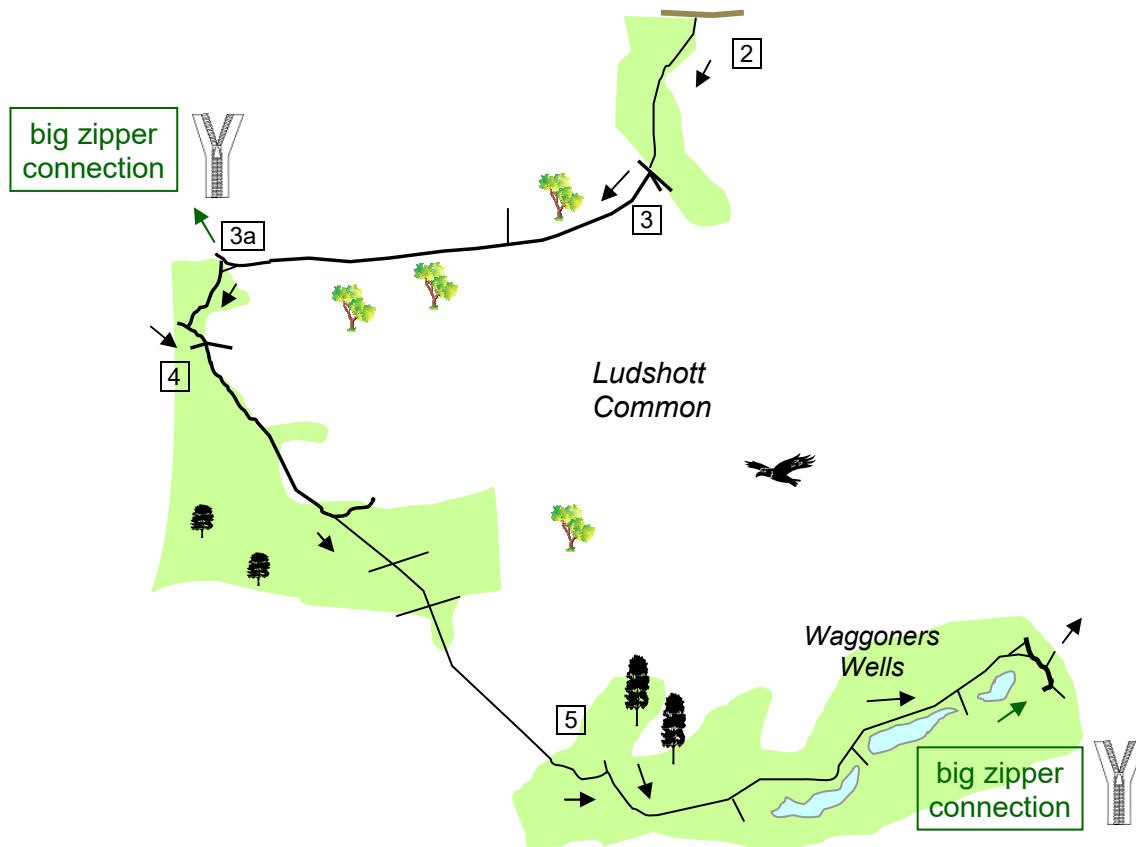 2
big zipper
connection
3
3a
4
Ludshott
Common
Waggoners
Wells
5
big zipper
connection